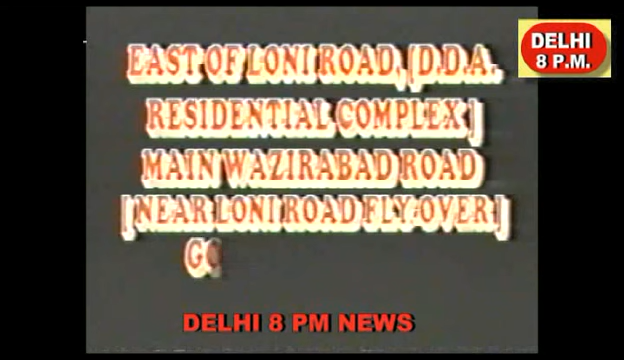 DELHI
8 P.M.
EAST OF LONI ROAD, [D.D.A.
RESIDENTIAL COMPLEX ]
MAIN WAZIRABAD ROAD
[ NEAR LONI ROAD FLY-OVER ]
GO
DELHI 8 PM NEWS